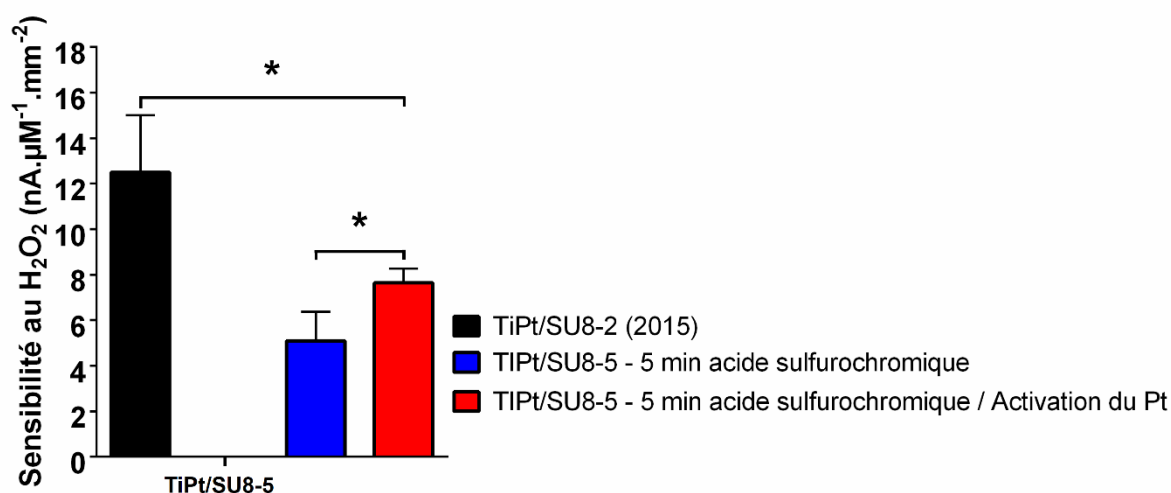 Sensibilité au H₂O₂ (nA.µM⁻¹.mm⁻²)
18
16
14
12
10
8
6
4
2
0
*
*
TiPt/SU8-5
TiPt/SU8-2 (2015)
TIPt/SU8-5 - 5 min acide sulfurochromique
TIPt/SU8-5 - 5 min acide sulfurochromique / Activation du Pt